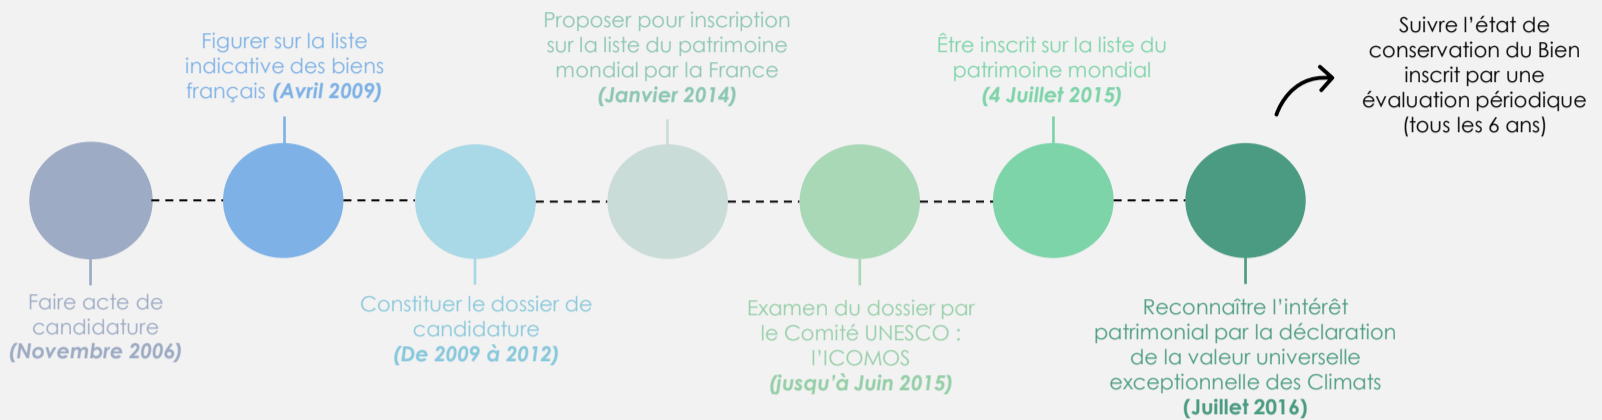 Faire acte de
candidature
(Novembre 2006)
Figurer sur la liste
indicative des biens
français (Avril 2009)
Constituer le dossier de
candidature
(De 2009 à 2012)
Proposer pour inscription
sur la liste du patrimoine
mondial par la France
(Janvier 2014)
Examen du dossier par
le Comité UNESCO :
l’ICOMOS
(jusqu’à Juin 2015)
Être inscrit sur la liste du
patrimoine mondial
(4 Juillet 2015)
Reconnaître l’intérêt
patrimonial par la déclaration
de la valeur universelle
exceptionnelle des Climats
(Juillet 2016)
Suivre l’état de
conservation du Bien
inscrit par une
évaluation périodique
(tous les 6 ans)